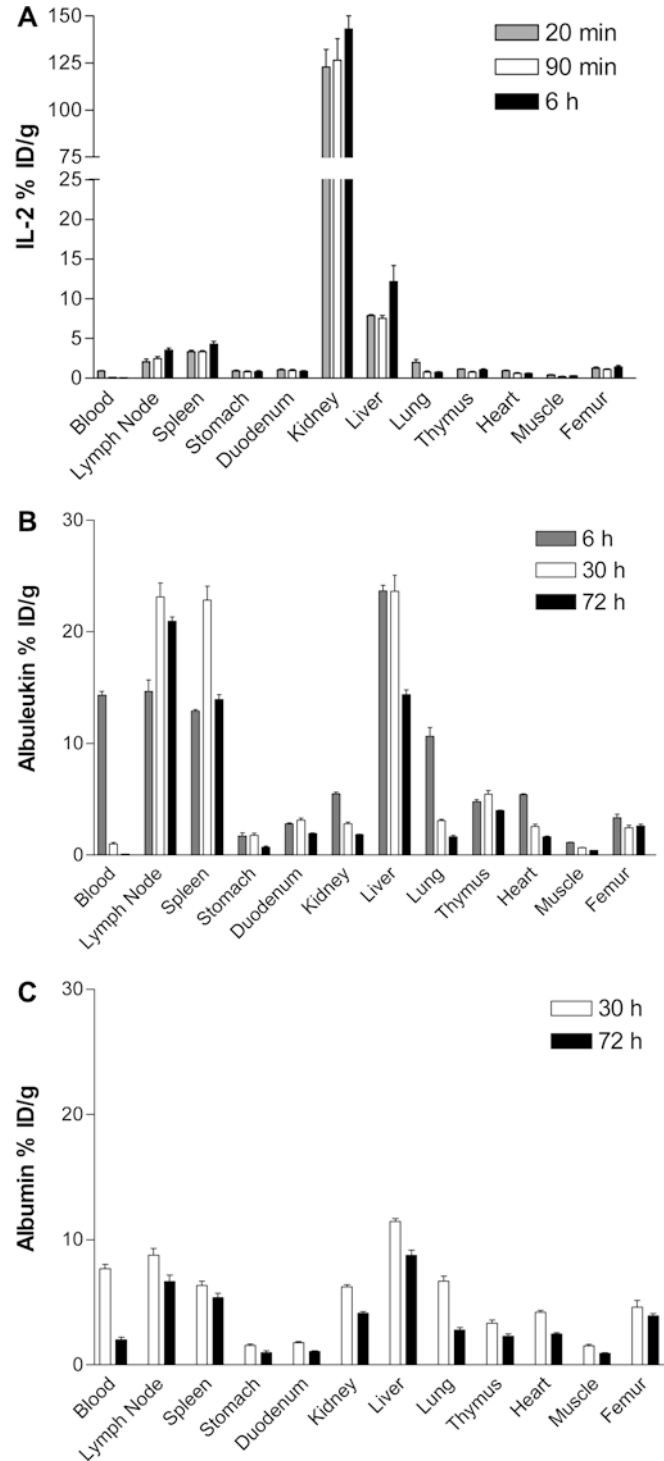 A
IL-2 % ID/g
150
125
100
75
25
20
15
10
5
0
20 min
90 min
6 h
Blood
Lymph Node
Spleen
Stomach
Duodenum
Kidney
Liver
Lung
Thymus
Heart
Muscle
Femur
B
Albuleukin % ID/g
30
20
10
0
6 h
30 h
72 h
Blood
Lymph Node
Spleen
Stomach
Duodenum
Kidney
Liver
Lung
Thymus
Heart
Muscle
Femur
C
Albumin % ID/g
30
20
10
0
30 h
72 h
Blood
Lymph Node
Spleen
Stomach
Duodenum
Kidney
Liver
Lung
Thymus
Heart
Muscle
Femur